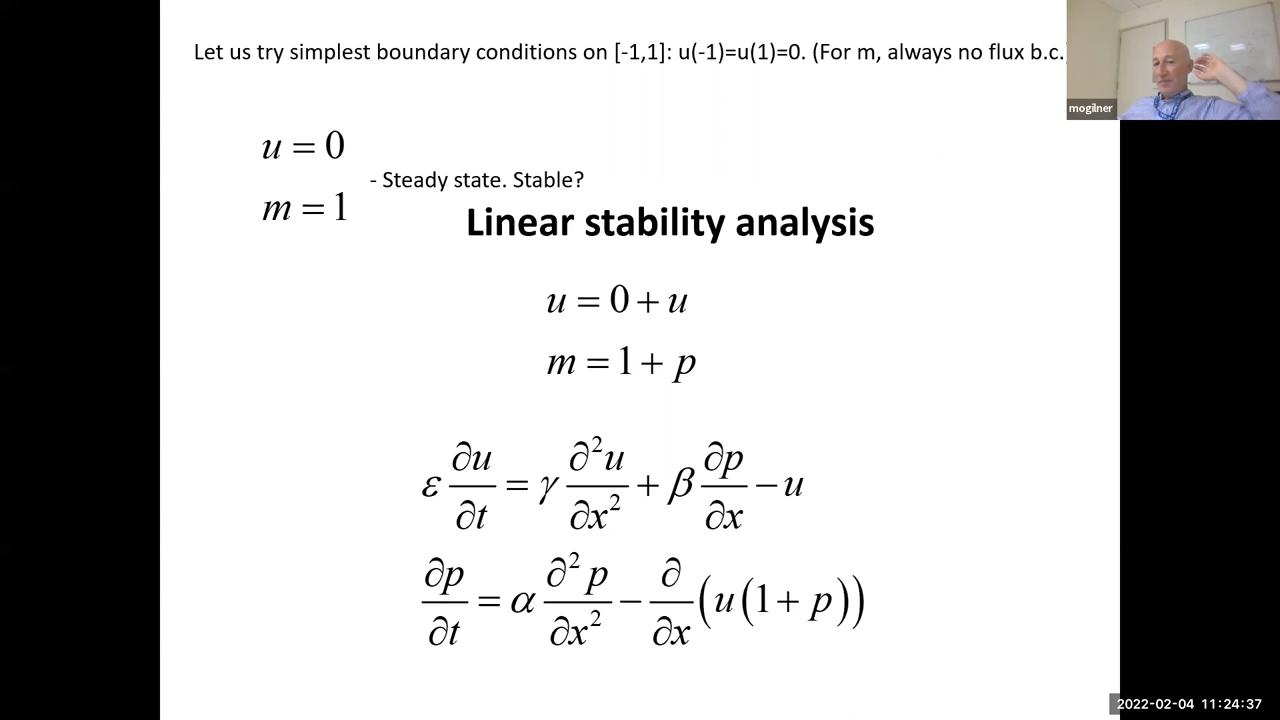 Let us try simplest boundary conditions on [-1,1]: u(-1)=u(1)=0. (For m, always no flux b.c.)
mogilner
u = 0
- Steady state. Stable?
m = 1
Linear stability analysis
u = 0 + u
m = 1 + p
ε ∂u/∂t = γ ∂²u/∂x² + β ∂p/∂x − u
∂p/∂t = α ∂²p/∂x² − ∂/∂x (u(1 + p))
2022-02-04 11:24:37